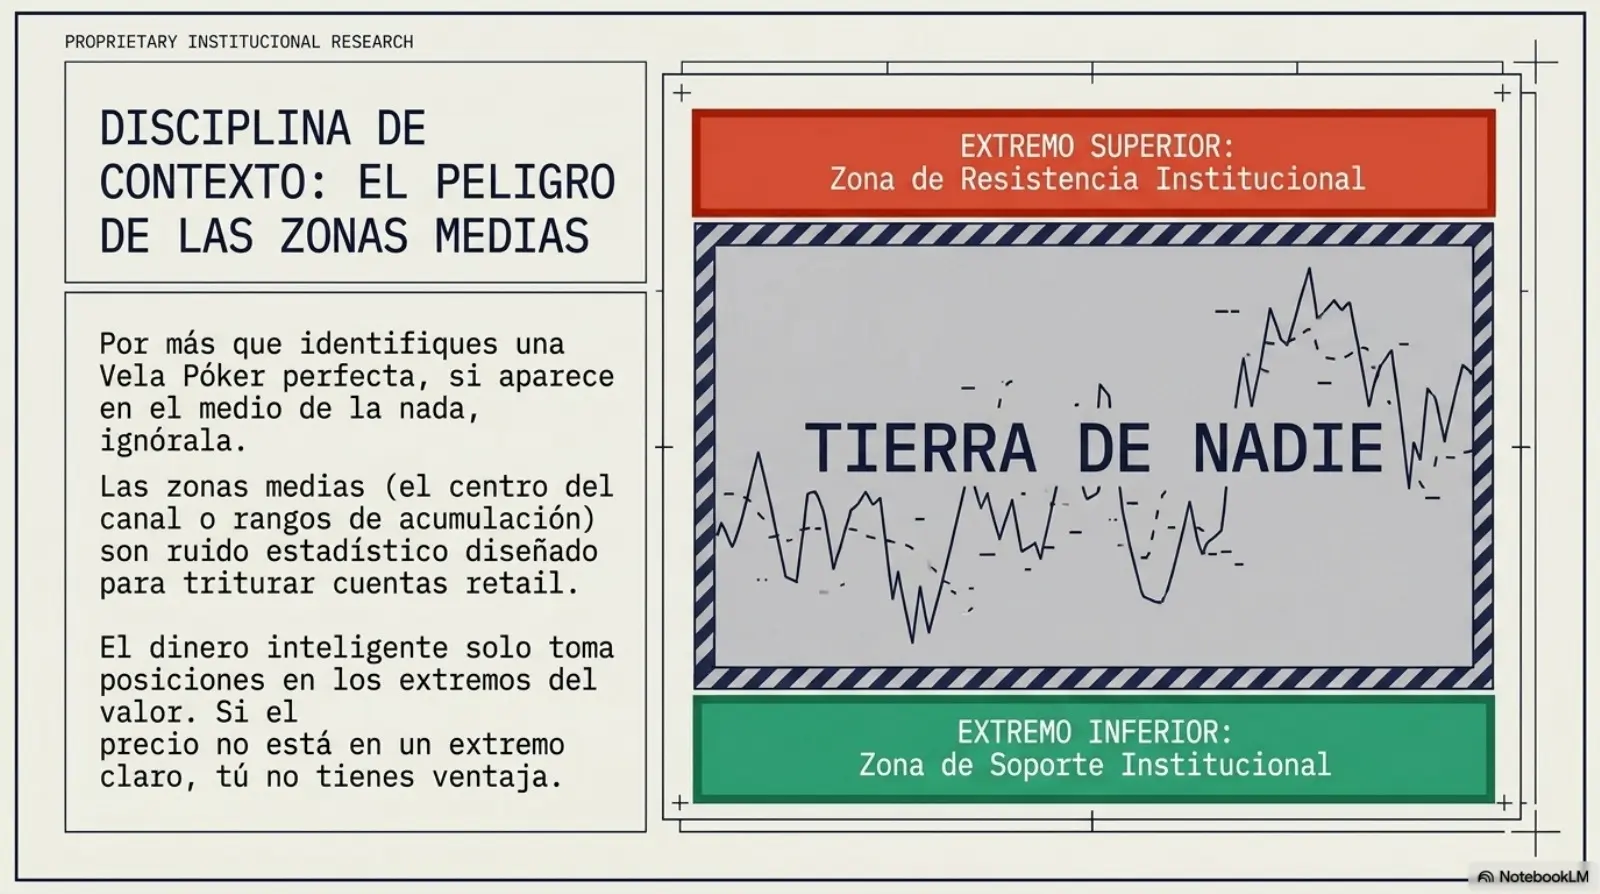 PROPRIETARY INSTITUCIONAL RESEARCH
DISCIPLINA DE
CONTEXTO: EL PELIGRO
DE LAS ZONAS MEDIAS
Por más que identifiques una
Vela Póker perfecta, si aparece
en el medio de la nada,
ignórala.
Las zonas medias (el centro del
canal o rangos de acumulación)
son ruido estadístico diseñado
para triturar cuentas retail.
El dinero inteligente solo toma
posiciones en los extremos del
valor. Si el
precio no está en un extremo
claro, tú no tienes ventaja.
EXTREMO SUPERIOR:
Zona de Resistencia Institucional
TIERRA DE NADIE
EXTREMO INFERIOR:
Zona de Soporte Institucional
NotebookLM